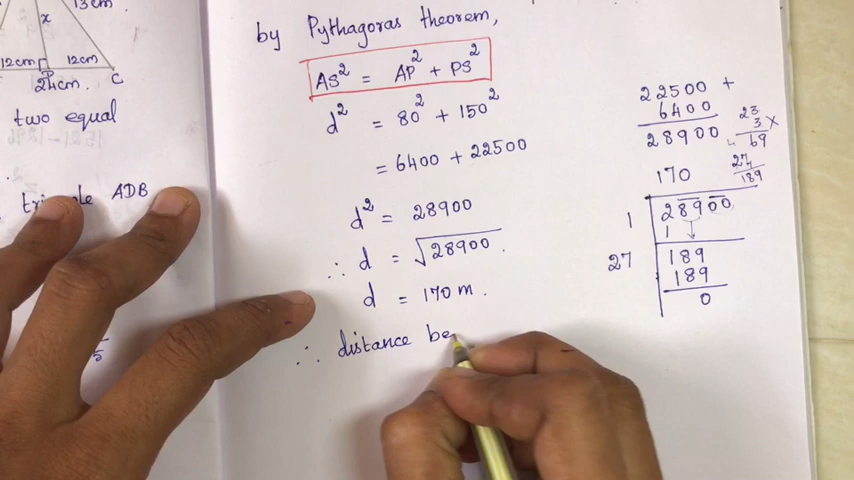 13cm.
x
12cm
12cm
P
C
24cm.
two equal
ADB
5
by Pythagoras theorem,
AS² = AP² + PS²
d² = 80² + 150²
= 6400 + 22500
d² = 28900
∴ d = √28900 .
d = 170 m .
∴ distance be
22500 +
6400
28900
23
3 ×
69
27
189
170
1 28900
1
27 189
189
0